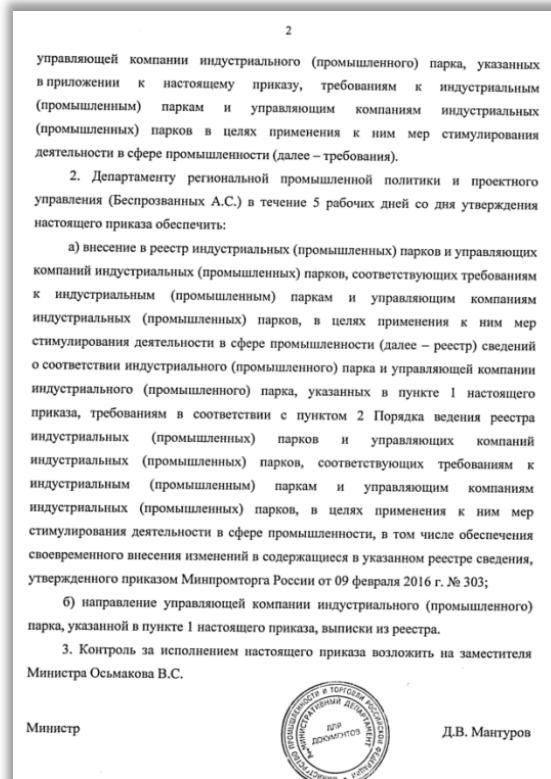 2
управляющей компании индустриального (промышленного) парка, указанных
в приложении к настоящему приказу, требованиям к индустриальным
(промышленным) паркам и управляющим компаниям индустриальных
(промышленных) парков в целях применения к ним мер стимулирования
деятельности в сфере промышленности (далее – требования).
2. Департаменту региональной промышленной политики и проектного
управления (Беспрозванных А.С.) в течение 5 рабочих дней со дня утверждения
настоящего приказа обеспечить:
а) внесение в реестр индустриальных (промышленных) парков и управляющих
компаний индустриальных (промышленных) парков, соответствующих требованиям
к индустриальным (промышленным) паркам и управляющим компаниям
индустриальных (промышленных) парков, в целях применения к ним мер
стимулирования деятельности в сфере промышленности (далее – реестр) сведений
о соответствии индустриального (промышленного) парка и управляющей компании
индустриального (промышленного) парка, указанных в пункте 1 настоящего
приказа, требованиям в соответствии с пунктом 2 Порядка ведения реестра
индустриальных (промышленных) парков и управляющих компаний
индустриальных (промышленных) парков, соответствующих требованиям к
индустриальным (промышленным) паркам и управляющим компаниям
индустриальных (промышленных) парков, в целях применения к ним мер
стимулирования деятельности в сфере промышленности, в том числе обеспечения
своевременного внесения изменений в содержащиеся в указанном реестре сведения,
утвержденного приказом Минпромторга России от 09 февраля 2016 г. № 303;
б) направление управляющей компании индустриального (промышленного)
парка, указанной в пункте 1 настоящего приказа, выписки из реестра.
3. Контроль за исполнением настоящего приказа возложить на заместителя
Министра Осьмакова В.С.
МИНИСТЕРСТВО ПРОМЫШЛЕННОСТИ И ТОРГОВЛИ РОССИЙСКОЙ
АДМИНИСТРАТИВНЫЙ ДЕПАРТАМЕНТ
ДЛЯ
ДОКУМЕНТОВ
Министр
Д.В. Мантуров